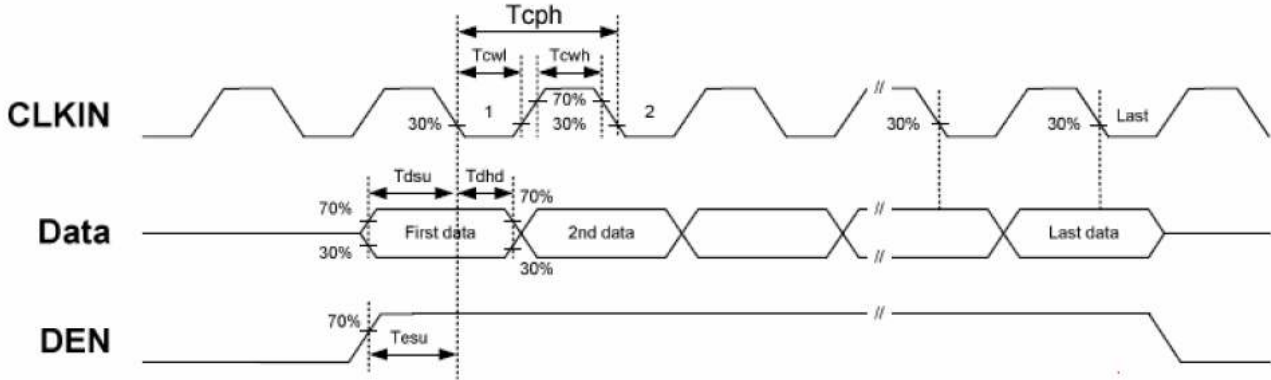 Tcph
Tcwl Tcwh
CLKIN 30% 1 70% 30% 2 // 30% 30% Last
Tdsu Tdhd
70% 70%
Data First data 2nd data // // Last data
30% 30%
70% //
DEN Tesu